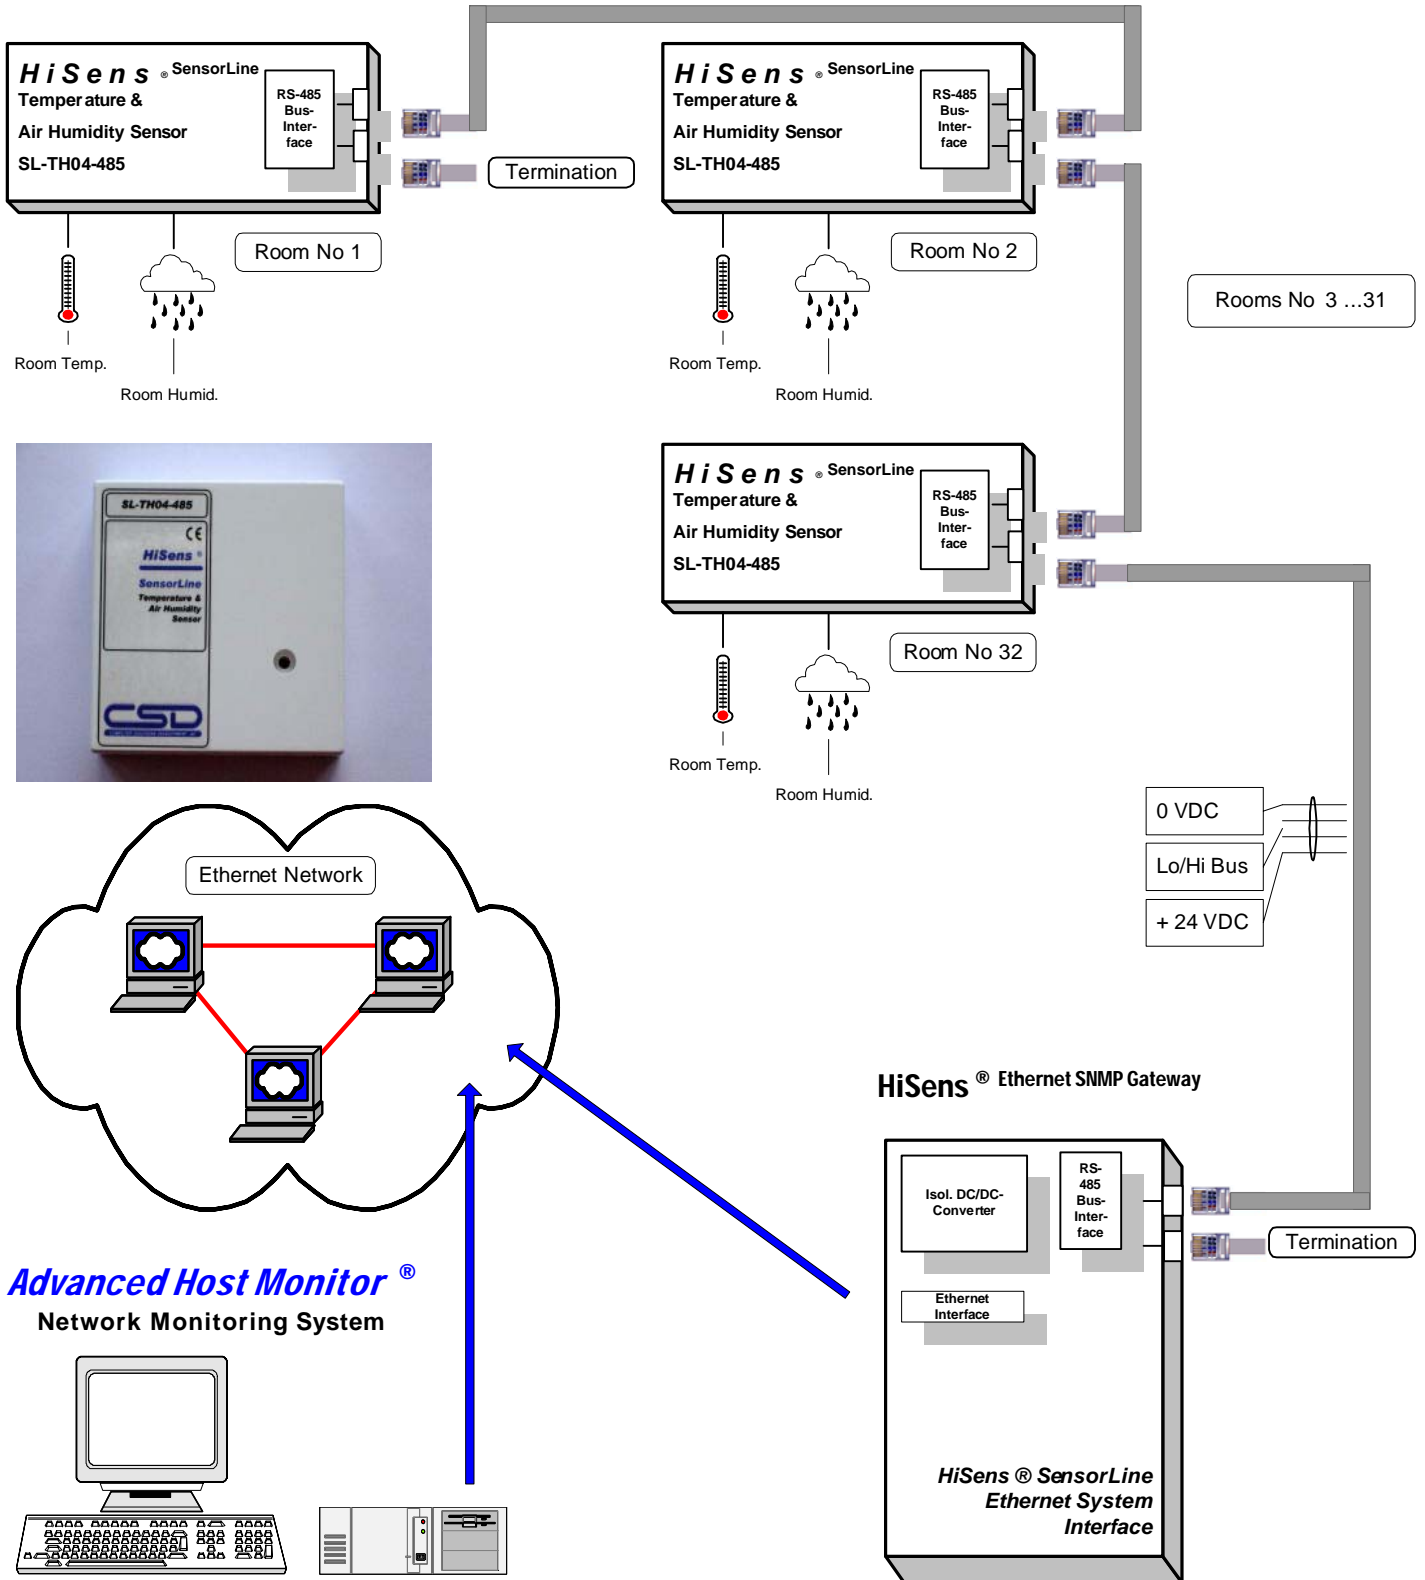 HiSens ® SensorLine
Temperature &
Air Humidity Sensor
SL-TH04-485
RS-485
Bus-
Inter-
face
Termination
Room No 1
Room Temp.
Room Humid.
HiSens ® SensorLine
Temperature &
Air Humidity Sensor
SL-TH04-485
RS-485
Bus-
Inter-
face
Room No 2
Room Temp.
Room Humid.
Rooms No 3 ...31
SL-TH04-485
CE
HiSens ®
SensorLine
Temperature &
Air Humidity
Sensor
CSD
HiSens ® SensorLine
Temperature &
Air Humidity Sensor
SL-TH04-485
RS-485
Bus-
Inter-
face
Room No 32
Room Temp.
Room Humid.
0 VDC
Lo/Hi Bus
+ 24 VDC
Ethernet Network
HiSens ® Ethernet SNMP Gateway
Isol. DC/DC-
Converter
RS-
485
Bus-
Inter-
face
Termination
Ethernet
Interface
HiSens ® SensorLine
Ethernet System
Interface
Advanced Host Monitor ®
Network Monitoring System